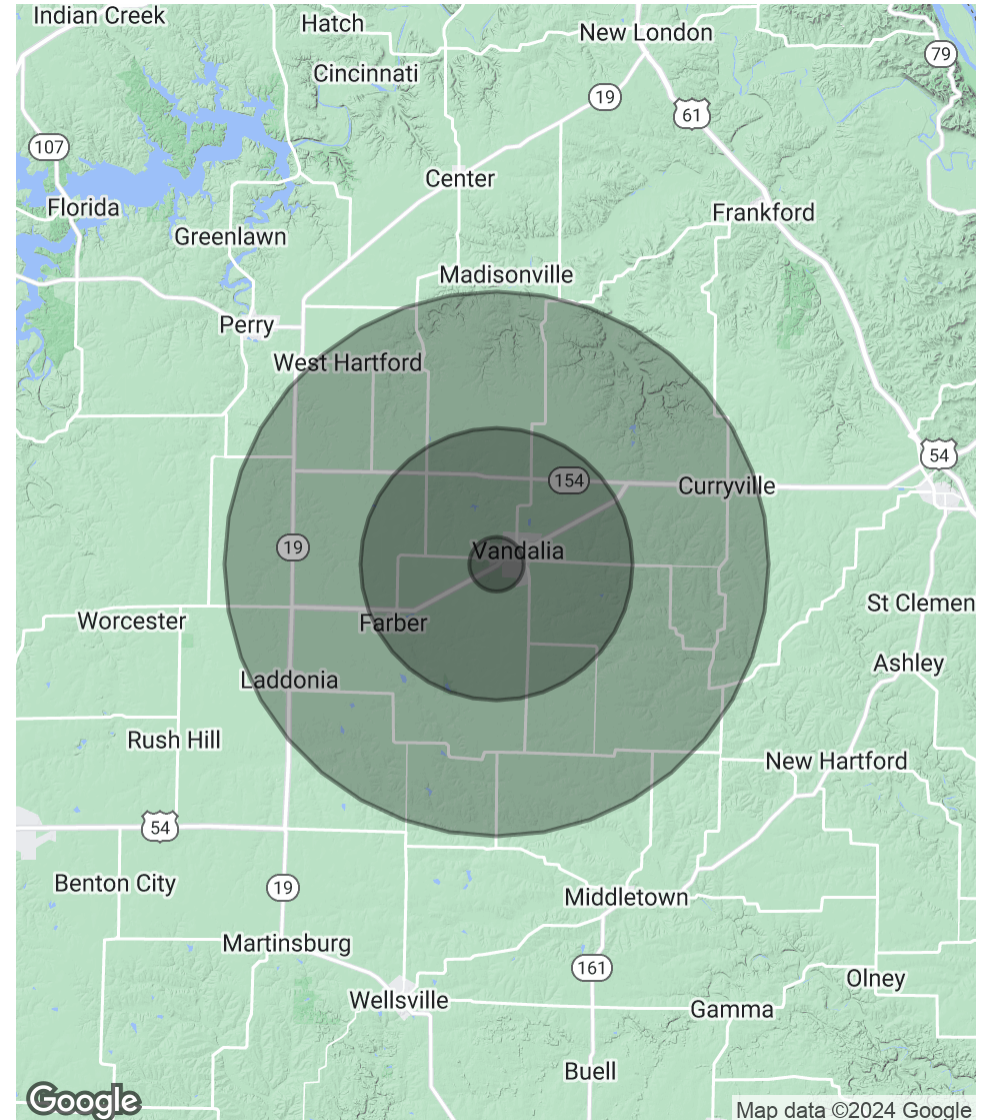 Indian Creek
Hatch
New London
79
Cincinnati
19
61
107
Center
Florida
Frankford
Greenlawn
Madisonville
Perry
West Hartford
54
154
Curryville
19
Vandalia
St Clemen
Worcester
Farber
Ashley
Laddonia
Rush Hill
New Hartford
54
Benton City
19
Middletown
Martinsburg
161
Olney
Wellsville
Gamma
Buell
Google
Map data ©2024 Google